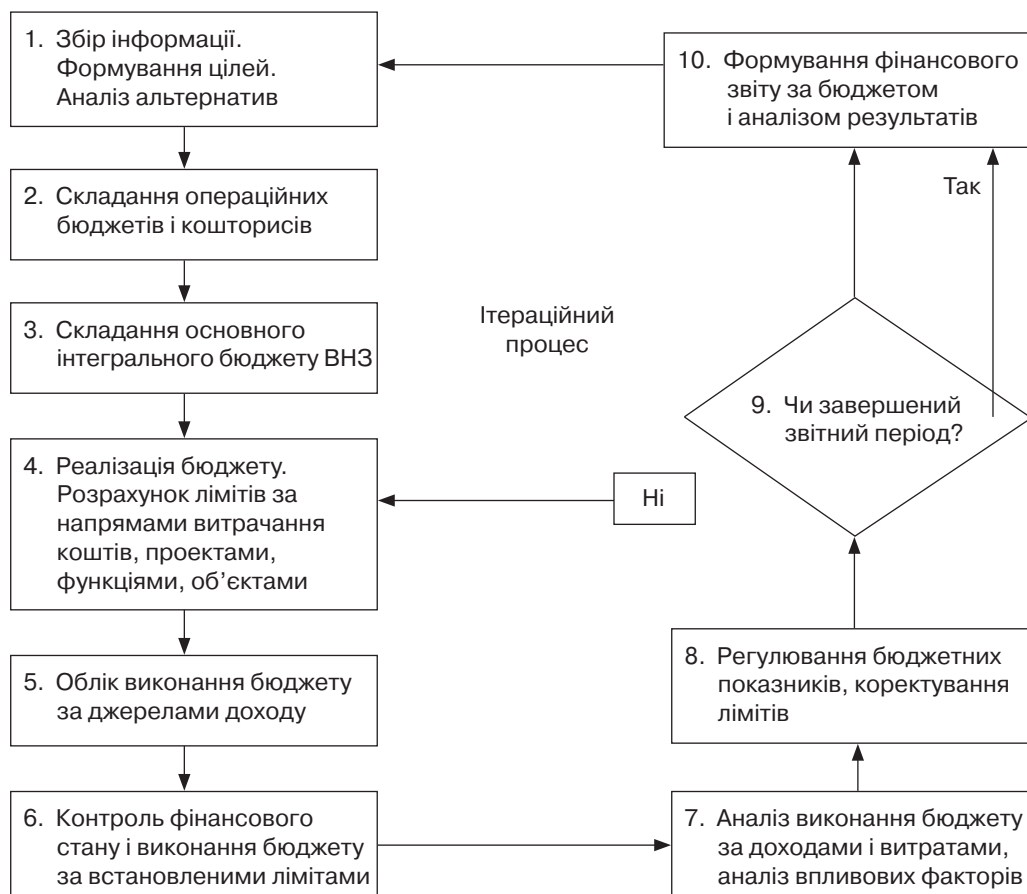 1. Збір інформації.
Формування цілей.
Аналіз альтернатив
2. Складання операційних
бюджетів і кошторисів
3. Складання основного
інтегрального бюджету ВНЗ
4. Реалізація бюджету.
Розрахунок лімітів за
напрямами витрачання
коштів, проектами,
функціями, об’єктами
5. Облік виконання бюджету
за джерелами доходу
6. Контроль фінансового
стану і виконання бюджету
за встановленими лімітами
Ітераційний
процес
Ні
10. Формування фінансового
звіту за бюджетом
і аналізом результатів
Так
9. Чи завершений
звітний період?
8. Регулювання бюджетних
показників, коректування
лімітів
7. Аналіз виконання бюджету
за доходами і витратами,
аналіз впливових факторів